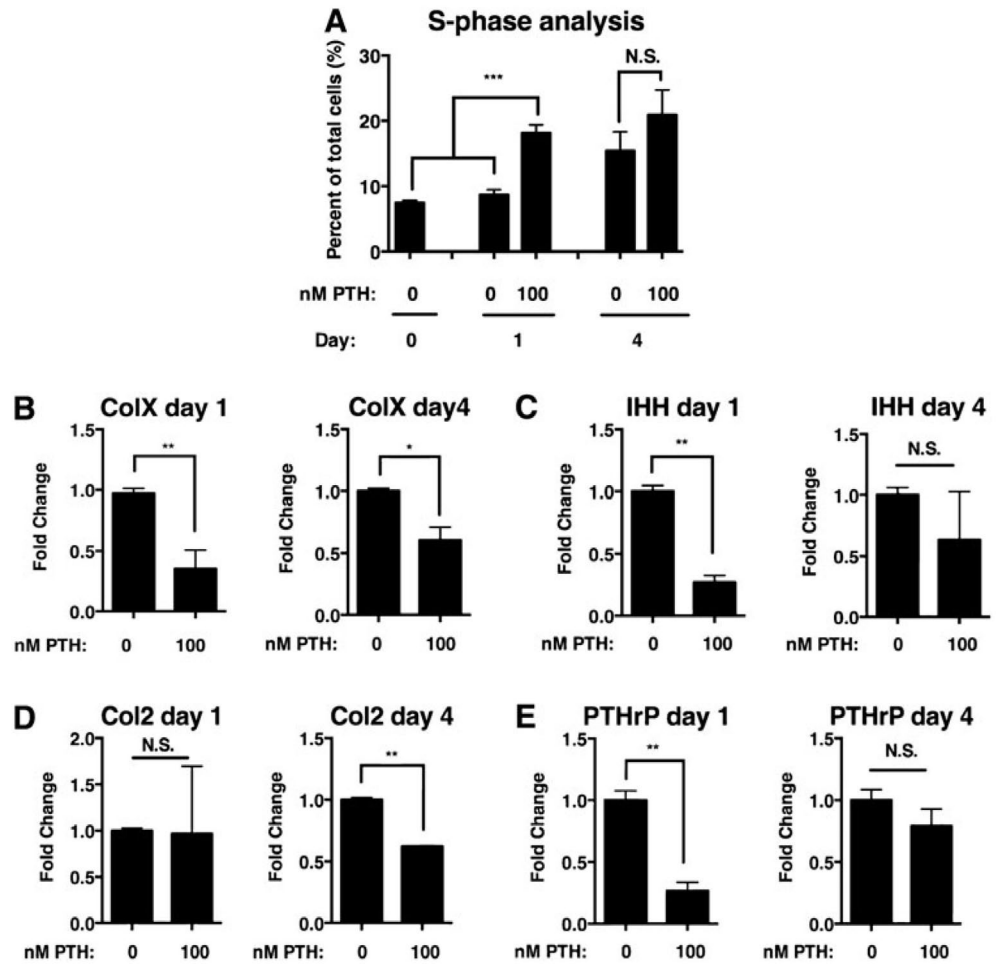 A S-phase analysis
Percent of total cells (%)
30
20
10
0
***
N.S.
nM PTH: 0 0 100 0 100
Day: 0 1 4
B ColX day 1
Fold Change
1.5
1.0
0.5
0.0
**
nM PTH: 0 100
ColX day4
Fold Change
1.5
1.0
0.5
0.0
*
nM PTH: 0 100
C IHH day 1
Fold Change
1.5
1.0
0.5
0.0
**
nM PTH: 0 100
IHH day 4
Fold Change
1.5
1.0
0.5
0.0
N.S.
nM PTH: 0 100
D Col2 day 1
Fold Change
2.0
1.5
1.0
0.5
0.0
N.S.
nM PTH: 0 100
Col2 day 4
Fold Change
1.5
1.0
0.5
0.0
**
nM PTH: 0 100
E PTHrP day 1
Fold Change
1.5
1.0
0.5
0.0
**
nM PTH: 0 100
PTHrP day 4
Fold Change
1.5
1.0
0.5
0.0
N.S.
nM PTH: 0 100